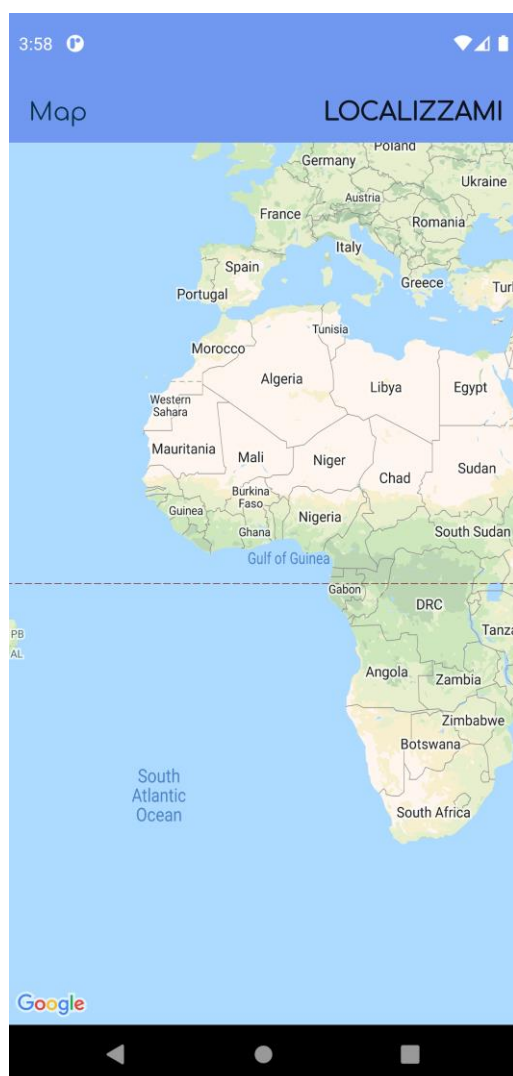 3:58
Map
LOCALIZZAMI
Poland
Germany
Ukraine
Austria
France
Romania
Italy
Spain
Greece
Tur
Portugal
Tunisia
Morocco
Algeria
Libya
Egypt
Western
Sahara
Mauritania
Mali
Niger
Chad
Sudan
Burkina
Faso
Guinea
Nigeria
Ghana
South Sudan
Gulf of Guinea
Gabon
DRC
PB
Tanza
AL
Angola
Zambia
Zimbabwe
Botswana
South
Atlantic
Ocean
South Africa
Google